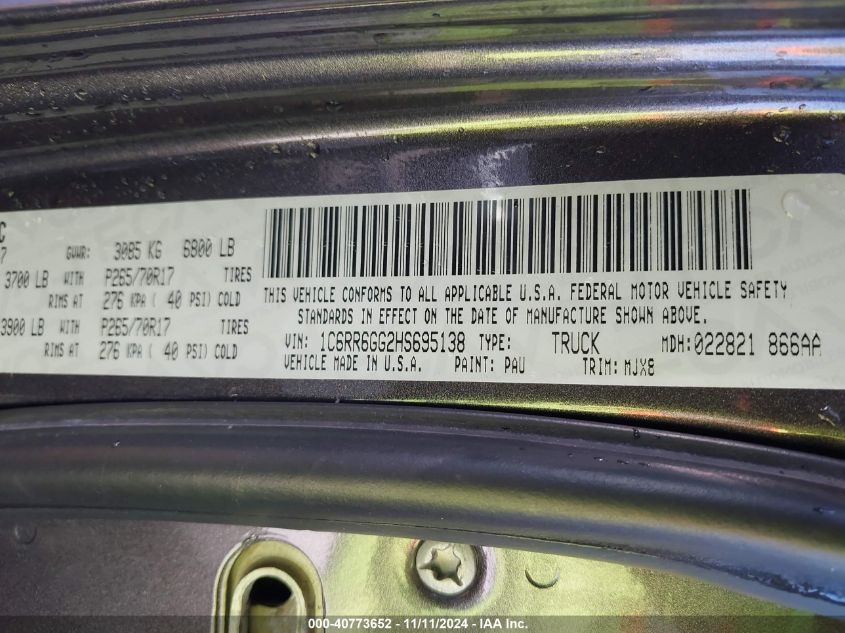 C
7
GVWR: 3085 KG 6800 LB
3700 LB WITH P265/70R17 TIRES
RIMS AT 276 KPA ( 40 PSI) COLD
3900 LB WITH P265/70R17 TIRES
RIMS AT 276 KPA ( 40 PSI) COLD
THIS VEHICLE CONFORMS TO ALL APPLICABLE U.S.A. FEDERAL MOTOR VEHICLE SAFETY
STANDARDS IN EFFECT ON THE DATE OF MANUFACTURE SHOWN ABOVE.
VIN: 1C6RR6GG2HS695138 TYPE: TRUCK MDH: 022821 866AA
VEHICLE MADE IN U.S.A. PAINT: PAU TRIM: MJX8
000-40773652 - 11/11/2024 - IAA Inc.